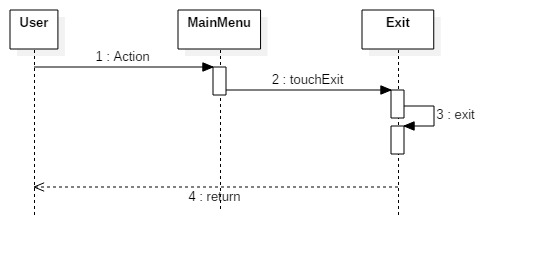 User
MainMenu
Exit
1 : Action
2 : touchExit
3 : exit
4 : return